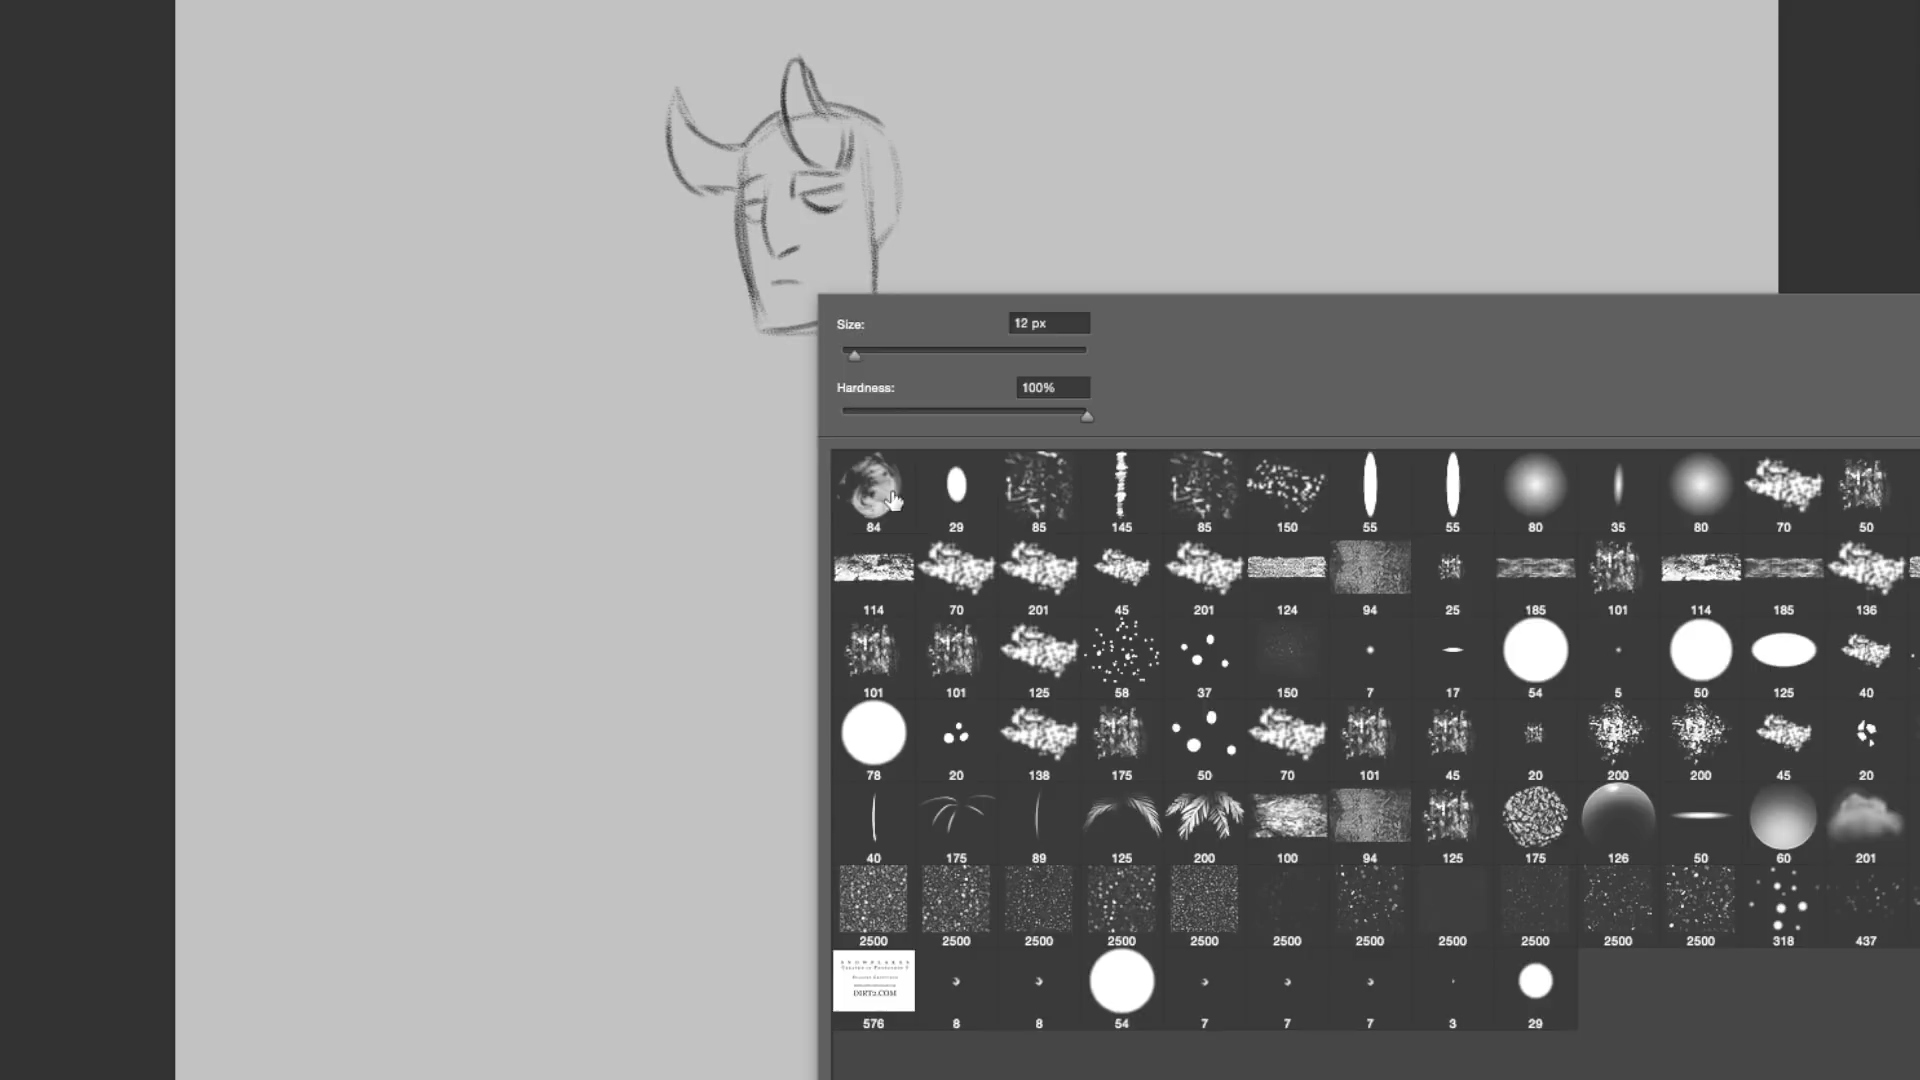 Size: 12 px
Hardness: 100%
84 29 85 145 85 150 55 55 80 35 80 70 50
114 70 201 45 201 124 94 25 185 101 114 185 136
101 101 125 58 37 150 7 17 54 5 50 125 40
78 20 138 175 50 70 101 45 20 200 200 45 20
40 175 89 125 200 100 94 125 175 126 50 60 201
2500 2500 2500 2500 2500 2500 2500 2500 2500 2500 2500 318 437
SNOWFLAKES
DIRT2.COM
576 8 8 54 7 7 7 3 29